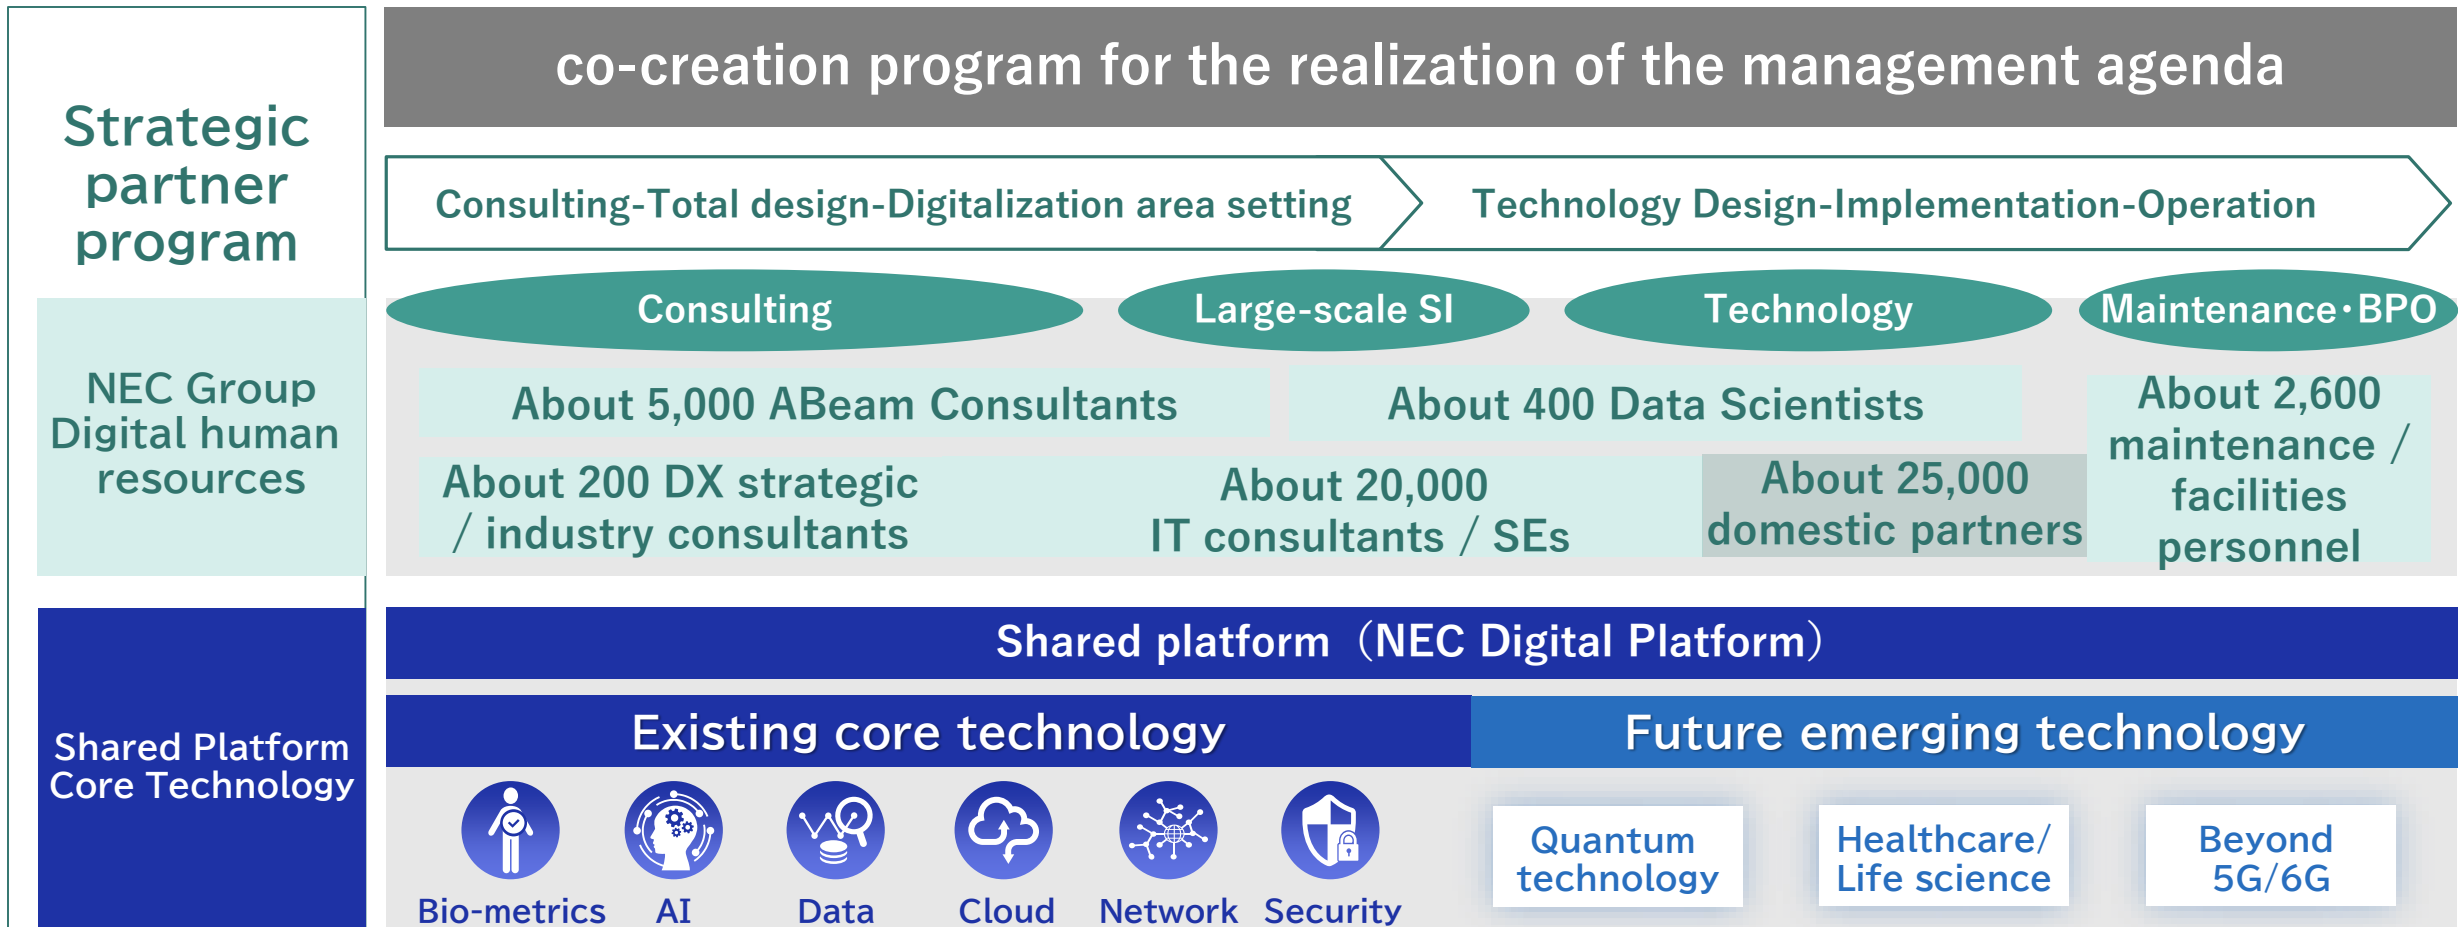 Strategic
partner
program
co-creation program for the realization of the management agenda
Consulting-Total design-Digitalization area setting
Technology Design-Implementation-Operation
NEC Group
Digital human
resources
Consulting
Large-scale SI
Technology
Maintenance・BPO
About 5,000 ABeam Consultants
About 400 Data Scientists
About 2,600
maintenance /
facilities
personnel
About 200 DX strategic
/ industry consultants
About 20,000
IT consultants / SEs
About 25,000
domestic partners
Shared Platform
Core Technology
Shared platform（NEC Digital Platform）
Existing core technology
Future emerging technology
Bio-metrics
AI
Data
Cloud
Network
Security
Quantum
technology
Healthcare/
Life science
Beyond
5G/6G